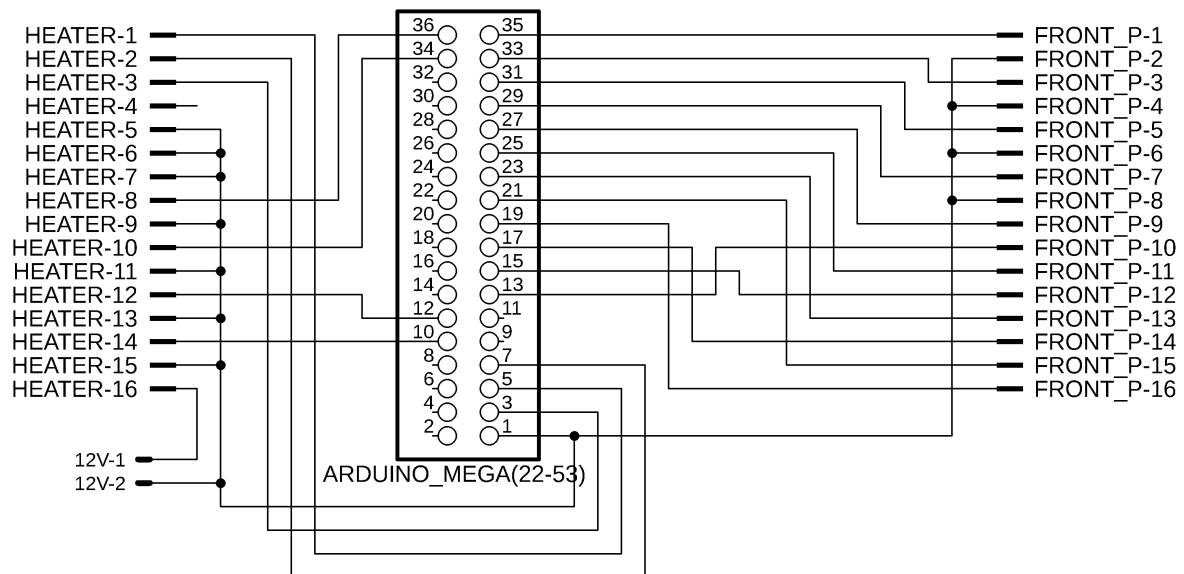 HEATER-1
HEATER-2
HEATER-3
HEATER-4
HEATER-5
HEATER-6
HEATER-7
HEATER-8
HEATER-9
HEATER-10
HEATER-11
HEATER-12
HEATER-13
HEATER-14
HEATER-15
HEATER-16
12V-1
12V-2
36 35
34 33
32 31
30 29
28 27
26 25
24 23
22 21
20 19
18 17
16 15
14 13
12 11
10 9
8 7
6 5
4 3
2 1
ARDUINO_MEGA(22-53)
FRONT_P-1
FRONT_P-2
FRONT_P-3
FRONT_P-4
FRONT_P-5
FRONT_P-6
FRONT_P-7
FRONT_P-8
FRONT_P-9
FRONT_P-10
FRONT_P-11
FRONT_P-12
FRONT_P-13
FRONT_P-14
FRONT_P-15
FRONT_P-16